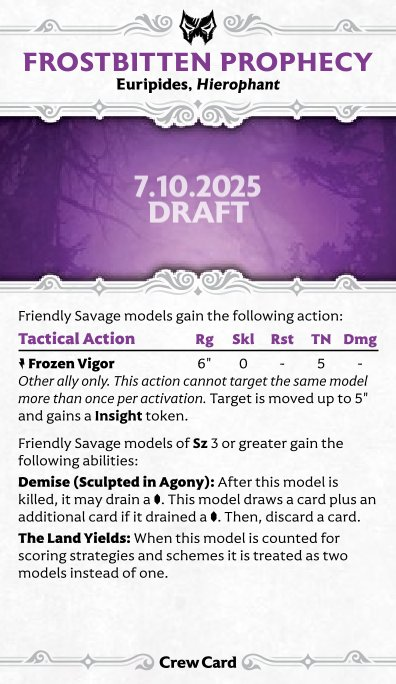 FROSTBITTEN PROPHECY
Euripides, Hierophant
7.10.2025
DRAFT
Friendly Savage models gain the following action:
Tactical Action Rg Skl Rst TN Dmg
Frozen Vigor 6" 0 - 5 -
Other ally only. This action cannot target the same model
more than once per activation. Target is moved up to 5"
and gains a Insight token.
Friendly Savage models of Sz 3 or greater gain the
following abilities:
Demise (Sculpted in Agony): After this model is
killed, it may drain a . This model draws a card plus an
additional card if it drained a . Then, discard a card.
The Land Yields: When this model is counted for
scoring strategies and schemes it is treated as two
models instead of one.
Crew Card